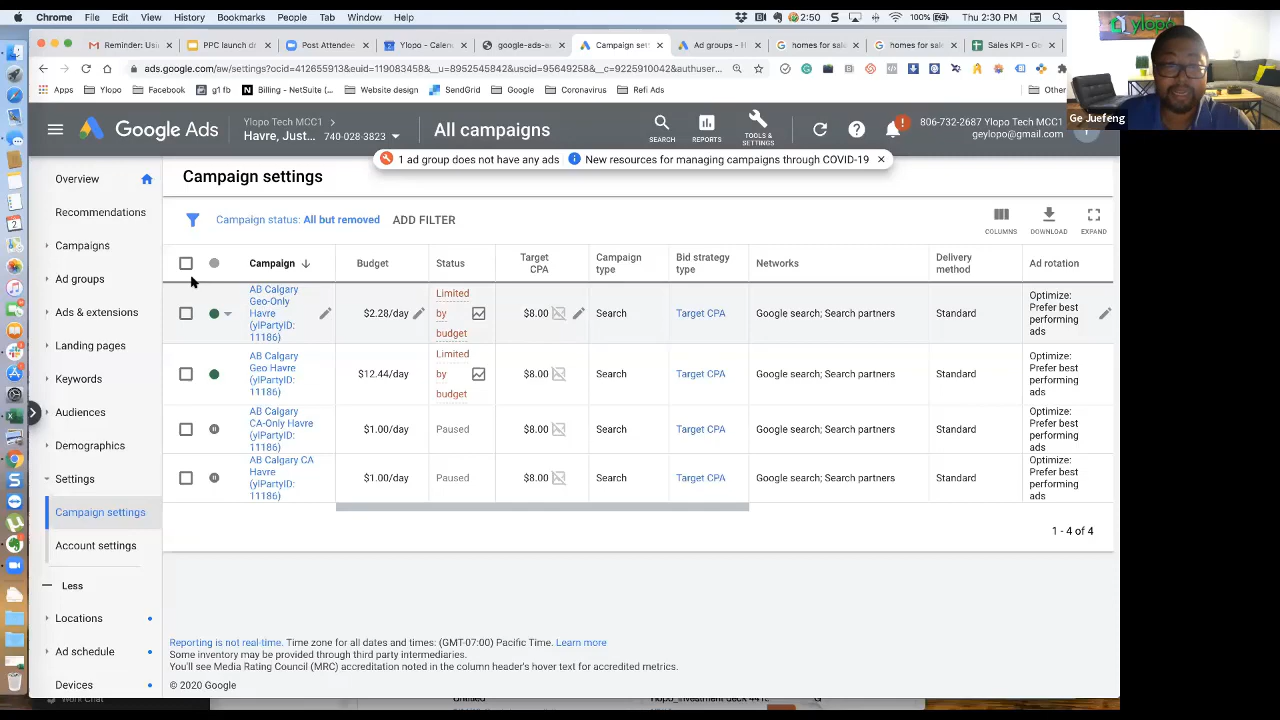 Chrome File Edit View History Bookmarks People Tab Window Help 2:50 100% Thu 2:30 PM
Reminder: Us
PPC launch d
Post Attendee
Ylopo - Calen
google-ads-a
Campaign set
Ad groups - H
homes for sal
homes for sal
Sales KPI - Go
ads.google.com/aw/settings?ocid=412655913&euid=119083458&__u=8952545842&uscid=95649258&__c=9225910042&authuser...
Apps Ylopo Facebook g1 fb Billing - NetSuite Website design SendGrid Google Coronavirus Refi Ads Other
ylopo
Ge Juefeng
Google Ads
Ylopo Tech MCC1
Havre, Just... 740-028-3823
All campaigns
SEARCH
REPORTS
TOOLS & SETTINGS
806-732-2687 Ylopo Tech MCC1
geylopo@gmail.com
1 ad group does not have any ads
New resources for managing campaigns through COVID-19
Overview
Recommendations
Campaigns
Ad groups
Ads & extensions
Landing pages
Keywords
Audiences
Demographics
Settings
Campaign settings
Account settings
Less
Locations
Ad schedule
Devices
Campaign settings
Campaign status: All but removed ADD FILTER
COLUMNS DOWNLOAD EXPAND
Campaign Budget Status Target CPA Campaign type Bid strategy type Networks Delivery method Ad rotation
AB Calgary Geo-Only Havre (ylPartyID: 11186) $2.28/day Limited by budget $8.00 Search Target CPA Google search; Search partners Standard Optimize: Prefer best performing ads
AB Calgary Geo Havre (ylPartyID: 11186) $12.44/day Limited by budget $8.00 Search Target CPA Google search; Search partners Standard Optimize: Prefer best performing ads
AB Calgary CA-Only Havre (ylPartyID: 11186) $1.00/day Paused $8.00 Search Target CPA Google search; Search partners Standard Optimize: Prefer best performing ads
AB Calgary CA Havre (ylPartyID: 11186) $1.00/day Paused $8.00 Search Target CPA Google search; Search partners Standard Optimize: Prefer best performing ads
1 - 4 of 4
Reporting is not real-time. Time zone for all dates and times: (GMT-07:00) Pacific Time. Learn more
Some inventory may be provided through third party intermediaries.
You'll see Media Rating Council (MRC) accreditation noted in the column header's hover text for accredited metrics.
© 2020 Google